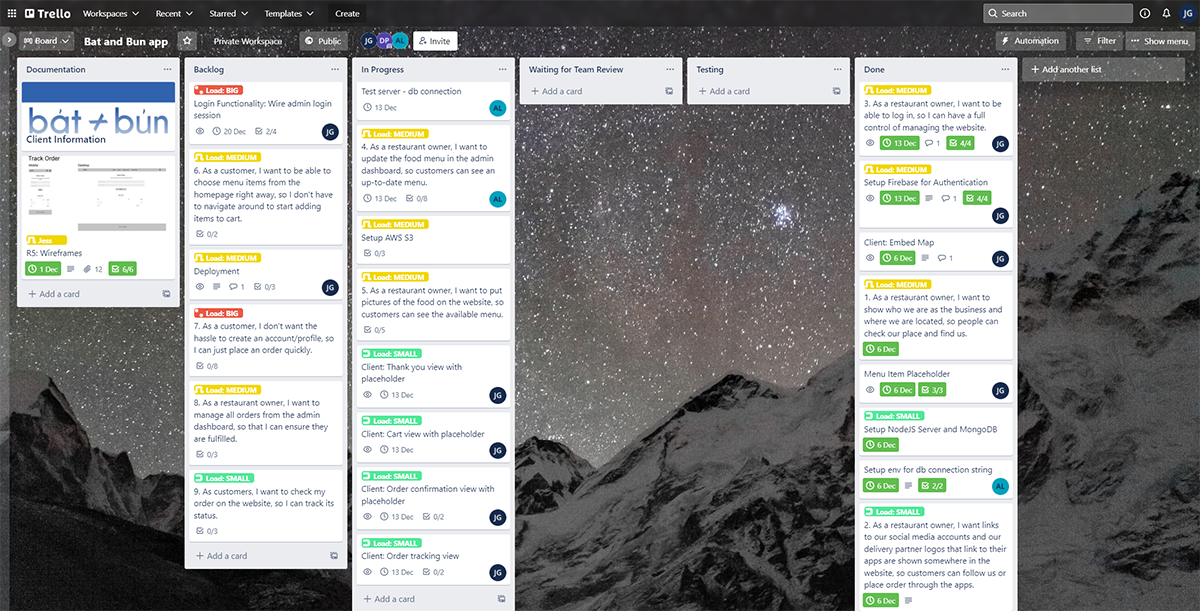 Trello
Workspaces
Recent
Starred
Templates
Create
Search
JG
Board
Bat and Bun app
Private Workspace
Public
JG
DP
AL
Invite
Automation
Filter
Show menu
Documentation
bát ≠ bún
Client Information
Track Order
Mobile
Desktop
Jess
R5: Wireframes
1 Dec
12
6/6
+ Add a card
Backlog
Load: BIG
Login Functionality: Wire admin login
session
20 Dec
2/4
JG
Load: MEDIUM
6. As a customer, I want to be able to
choose menu items from the
homepage right away, so I don't have
to navigate around to start adding
items to cart.
0/2
Load: MEDIUM
Deployment
1
0/3
JG
Load: BIG
7. As a customer, I don't want the
hassle to create an account/profile, so
I can just place an order quickly.
0/8
Load: MEDIUM
8. As a restaurant owner, I want to
manage all orders from the admin
dashboard, so that I can ensure they
are fulfilled.
0/3
Load: SMALL
9. As customers, I want to check my
order on the website, so I can track its
status.
0/3
+ Add a card
In Progress
Test server - db connection
13 Dec
AL
Load: MEDIUM
4. As a restaurant owner, I want to
update the food menu in the admin
dashboard, so customers can see an
up-to-date menu.
13 Dec
0/8
AL
Load: MEDIUM
Setup AWS S3
0/3
Load: MEDIUM
5. As a restaurant owner, I want to put
pictures of the food on the website, so
customers can see the available menu.
0/5
Load: SMALL
Client: Thank you view with
placeholder
13 Dec
JG
Load: SMALL
Client: Cart view with placeholder
13 Dec
JG
Load: SMALL
Client: Order confirmation view with
placeholder
13 Dec
0/2
JG
Load: SMALL
Client: Order tracking view
13 Dec
0/2
JG
+ Add a card
Waiting for Team Review
+ Add a card
Testing
+ Add a card
Done
Load: MEDIUM
3. As a restaurant owner, I want to be
able to log in, so I can have a full
control of managing the website.
13 Dec
1
4/4
JG
Load: MEDIUM
Setup Firebase for Authentication
13 Dec
1
4/4
JG
Client: Embed Map
6 Dec
1
JG
Load: MEDIUM
1. As a restaurant owner, I want to
show who we are as the business and
where we are located, so people can
check our place and find us.
6 Dec
Menu Item Placeholder
6 Dec
3/3
JG
Load: SMALL
Setup NodeJS Server and MongoDB
6 Dec
Setup env for db connection string
6 Dec
2/2
AL
Load: SMALL
2. As a restaurant owner, I want links
to our social media accounts and our
delivery partner logos that link to their
apps are shown somewhere in the
website, so customers can follow us or
place order through the apps.
6 Dec
+ Add another list